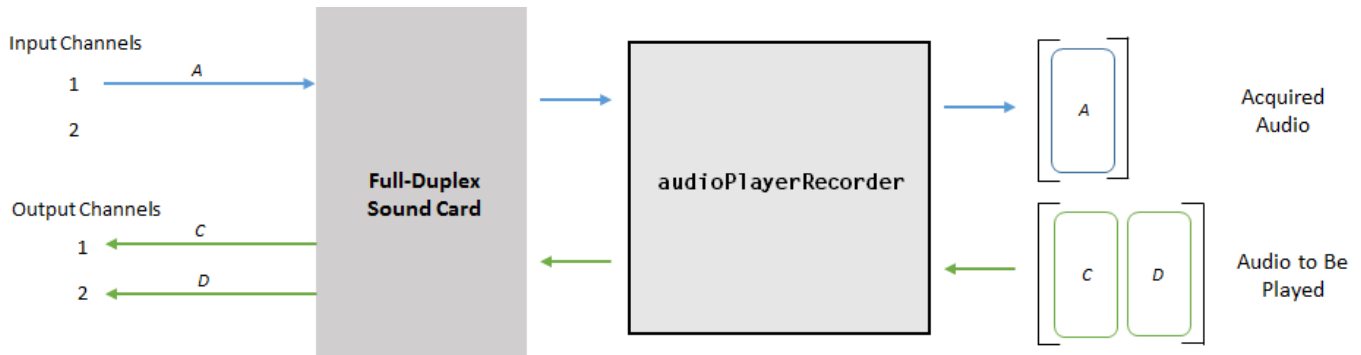 Input Channels
1
A
2
Output Channels
1
C
2
D
Full-Duplex
Sound Card
audioPlayerRecorder
A
Acquired
Audio
C
D
Audio to Be
Played